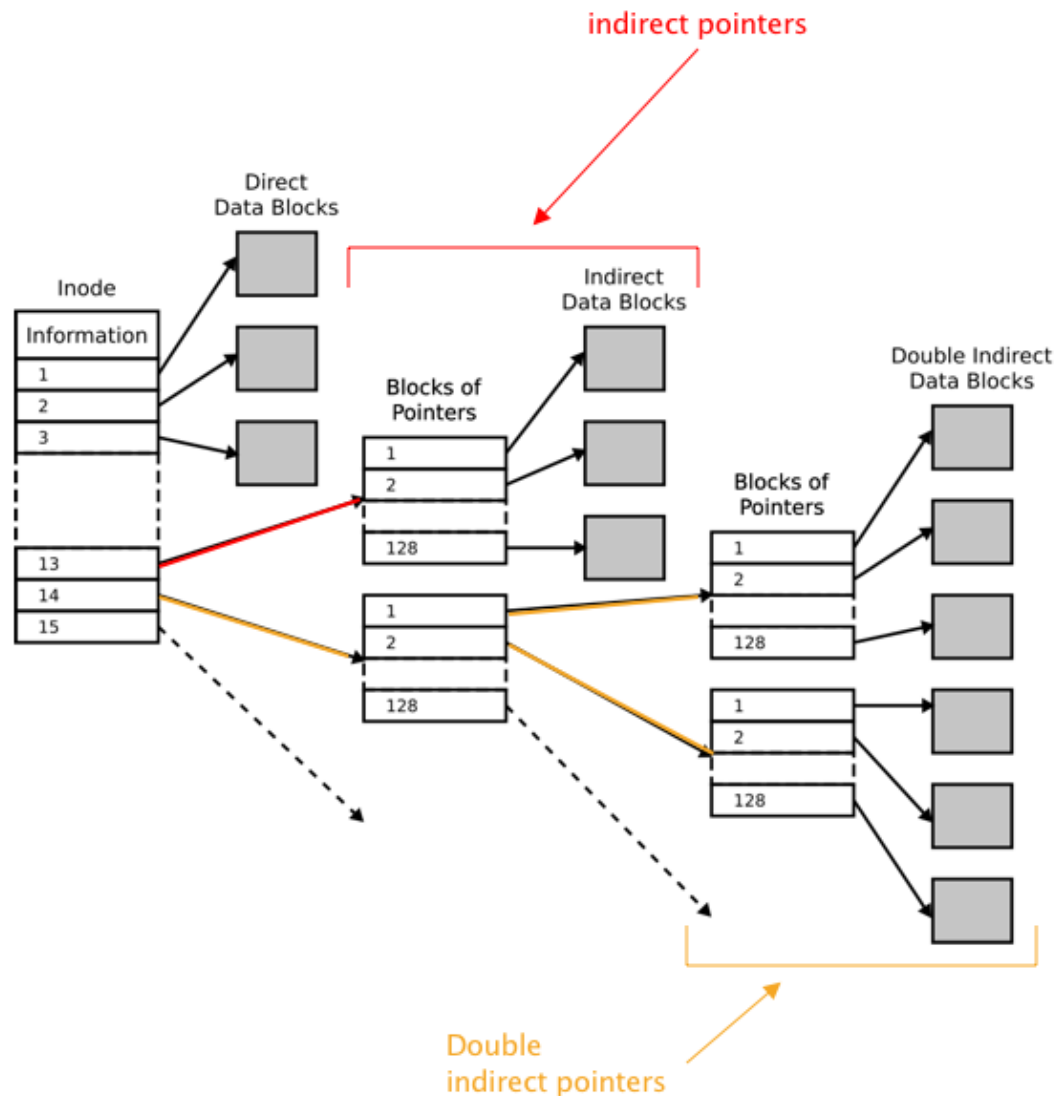 indirect pointers
Direct
Data Blocks
Inode
Information
1
2
3
13
14
15
Indirect
Data Blocks
Blocks of
Pointers
1
2
128
1
2
128
Double Indirect
Data Blocks
Blocks of
Pointers
1
2
128
1
2
128
Double
indirect pointers